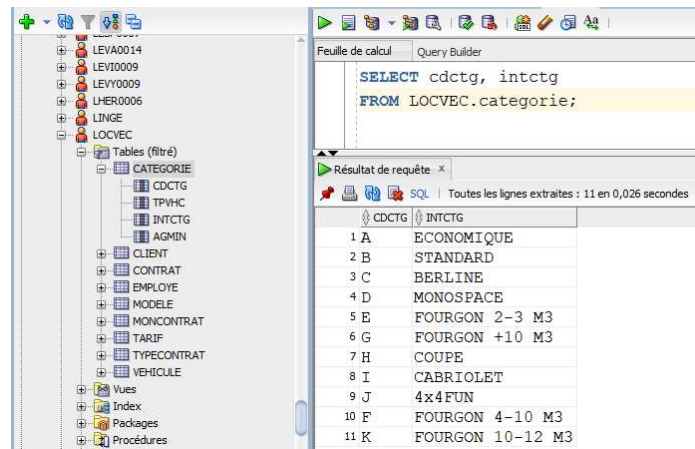 LEVA0014
LEVI0009
LEVY0009
LHER0006
LINGE
LOCVEC
Tables (filtré)
CATEGORIE
CDCTG
TPVHC
INTCTG
AGMIN
CLIENT
CONTRAT
EMPLOYE
MODELE
MONCONTRAT
TARIF
TYPECONTRAT
VEHICULE
Vues
Index
Packages
Procédures
Feuille de calcul Query Builder
SELECT cdctg, intctg
FROM LOCVEC.categorie;
Résultat de requête x
SQL | Toutes les lignes extraites : 11 en 0,026 secondes
CDCTG INTCTG
1 A ECONOMIQUE
2 B STANDARD
3 C BERLINE
4 D MONOSPACE
5 E FOURGON 2-3 M3
6 G FOURGON +10 M3
7 H COUPE
8 I CABRIOLET
9 J 4x4FUN
10 F FOURGON 4-10 M3
11 K FOURGON 10-12 M3